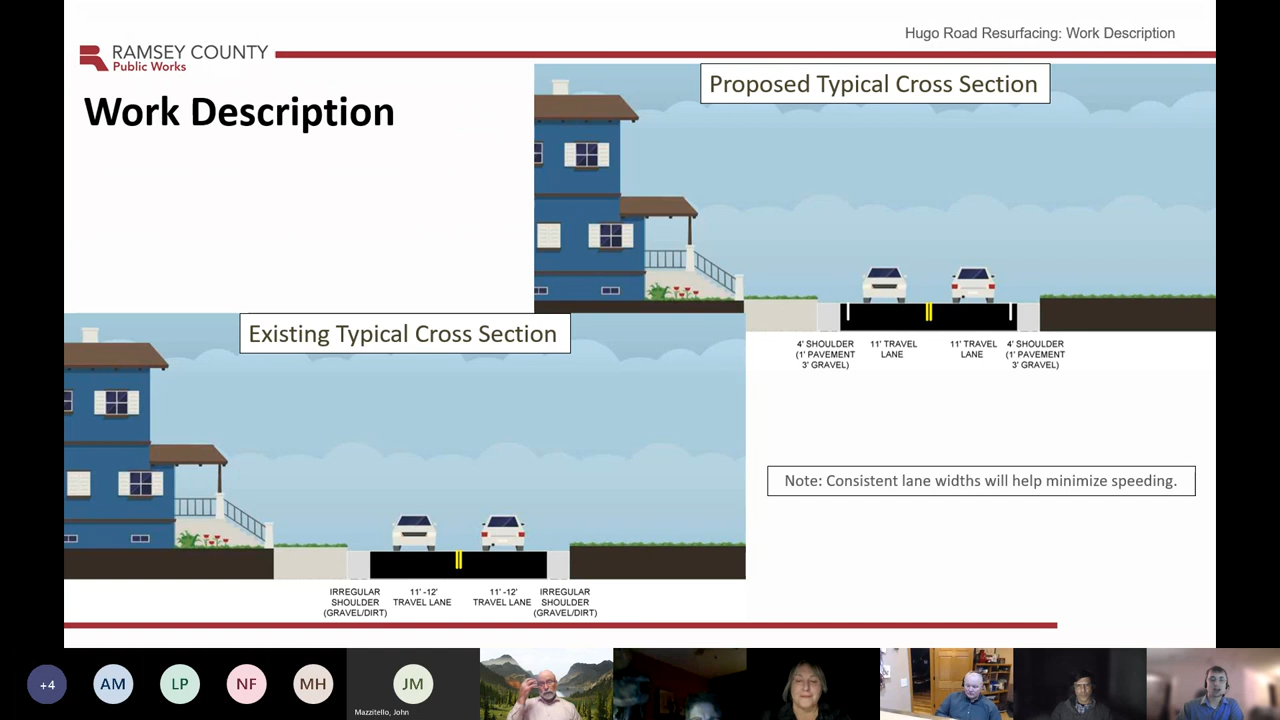 Hugo Road Resurfacing: Work Description
RAMSEY COUNTY
Public Works
Work Description
Proposed Typical Cross Section
4' SHOULDER
(1' PAVEMENT
3' GRAVEL)
11' TRAVEL
LANE
11' TRAVEL
LANE
4' SHOULDER
(1' PAVEMENT
3' GRAVEL)
Existing Typical Cross Section
Note: Consistent lane widths will help minimize speeding.
IRREGULAR
SHOULDER
(GRAVEL/DIRT)
11' -12'
TRAVEL LANE
11' -12'
TRAVEL LANE
IRREGULAR
SHOULDER
(GRAVEL/DIRT)
+4
AM
LP
NF
MH
JM
Mazzitello, John